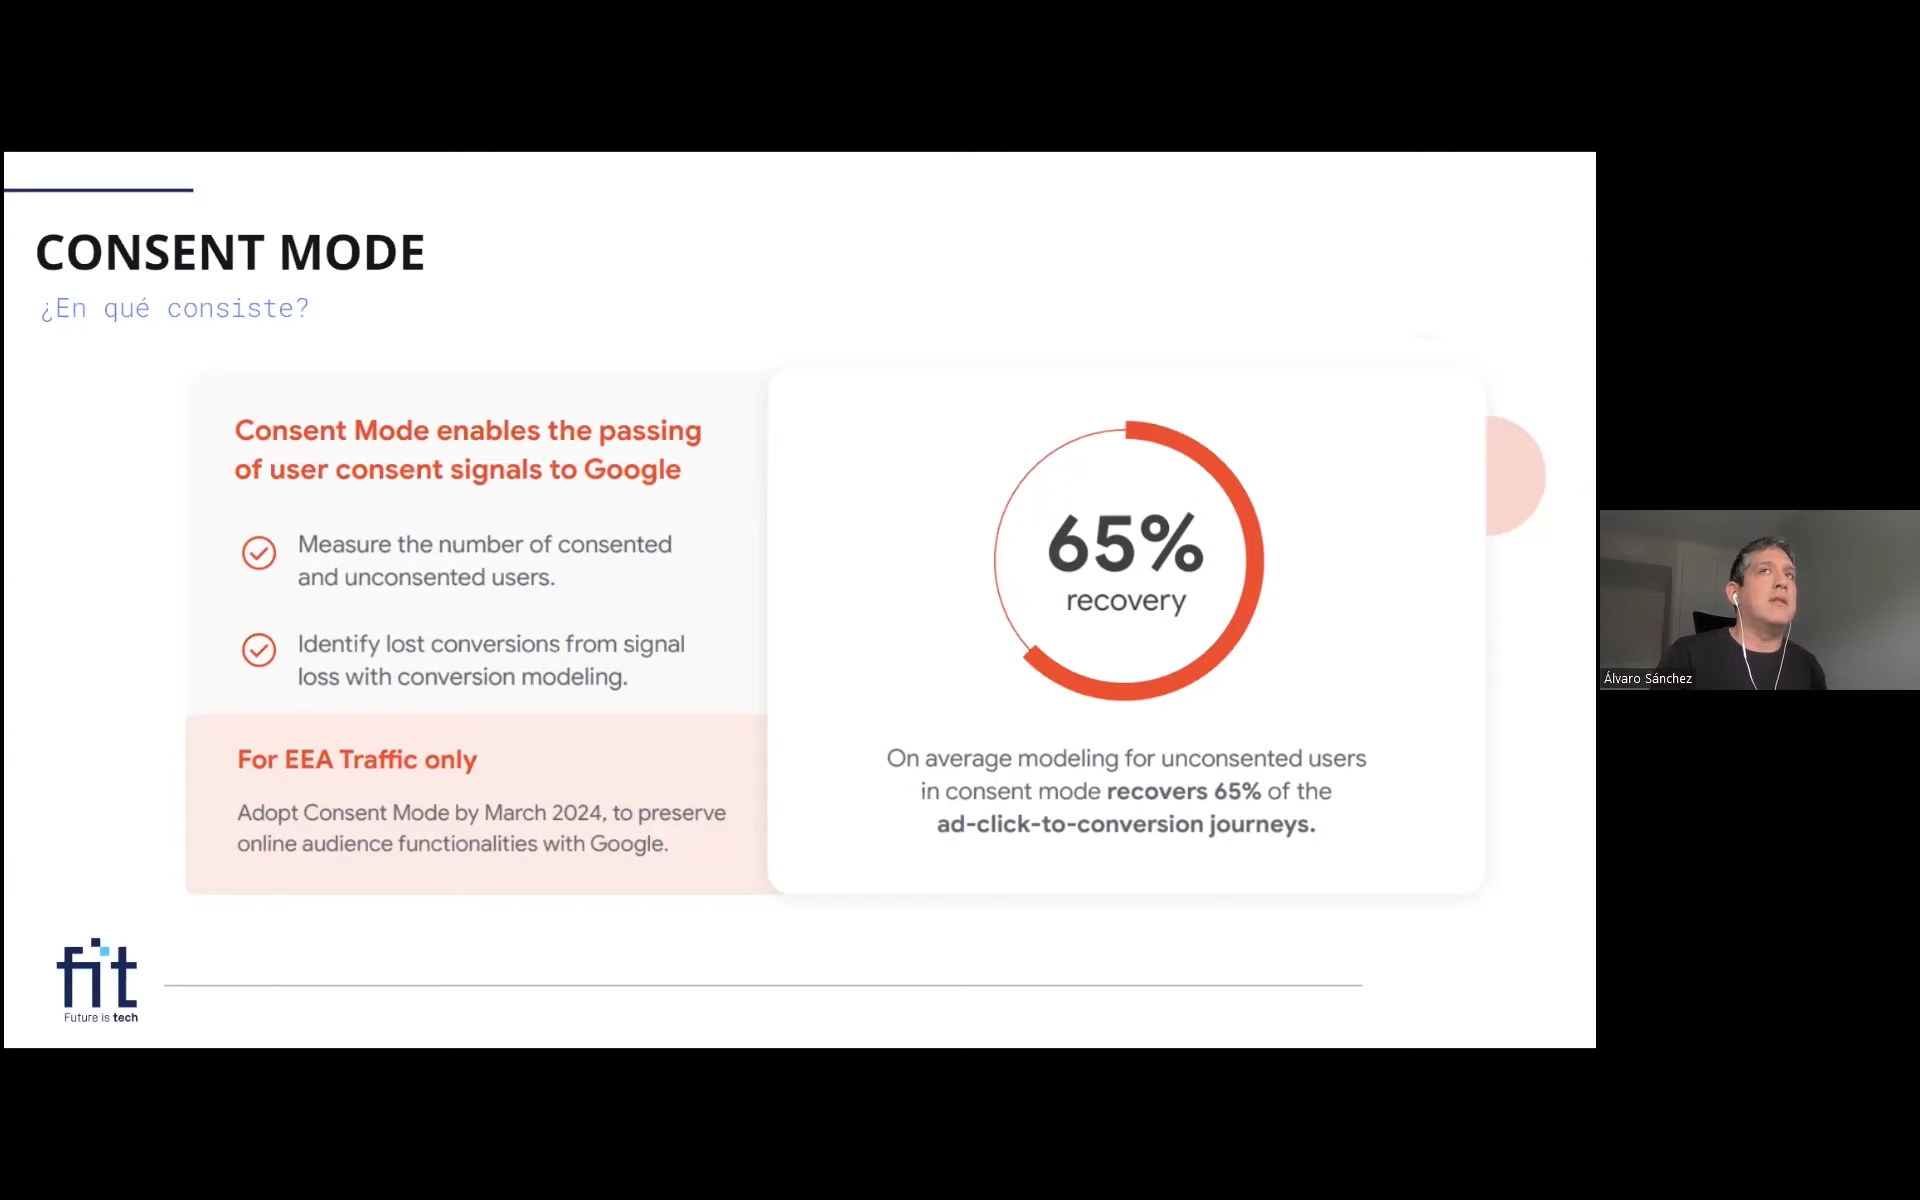 CONSENT MODE
¿En qué consiste?
Consent Mode enables the passing
of user consent signals to Google
Measure the number of consented
and unconsented users.
Identify lost conversions from signal
loss with conversion modeling.
For EEA Traffic only
Adopt Consent Mode by March 2024, to preserve
online audience functionalities with Google.
65%
recovery
On average modeling for unconsented users
in consent mode recovers 65% of the
ad-click-to-conversion journeys.
fit
Future is tech
Álvaro Sánchez